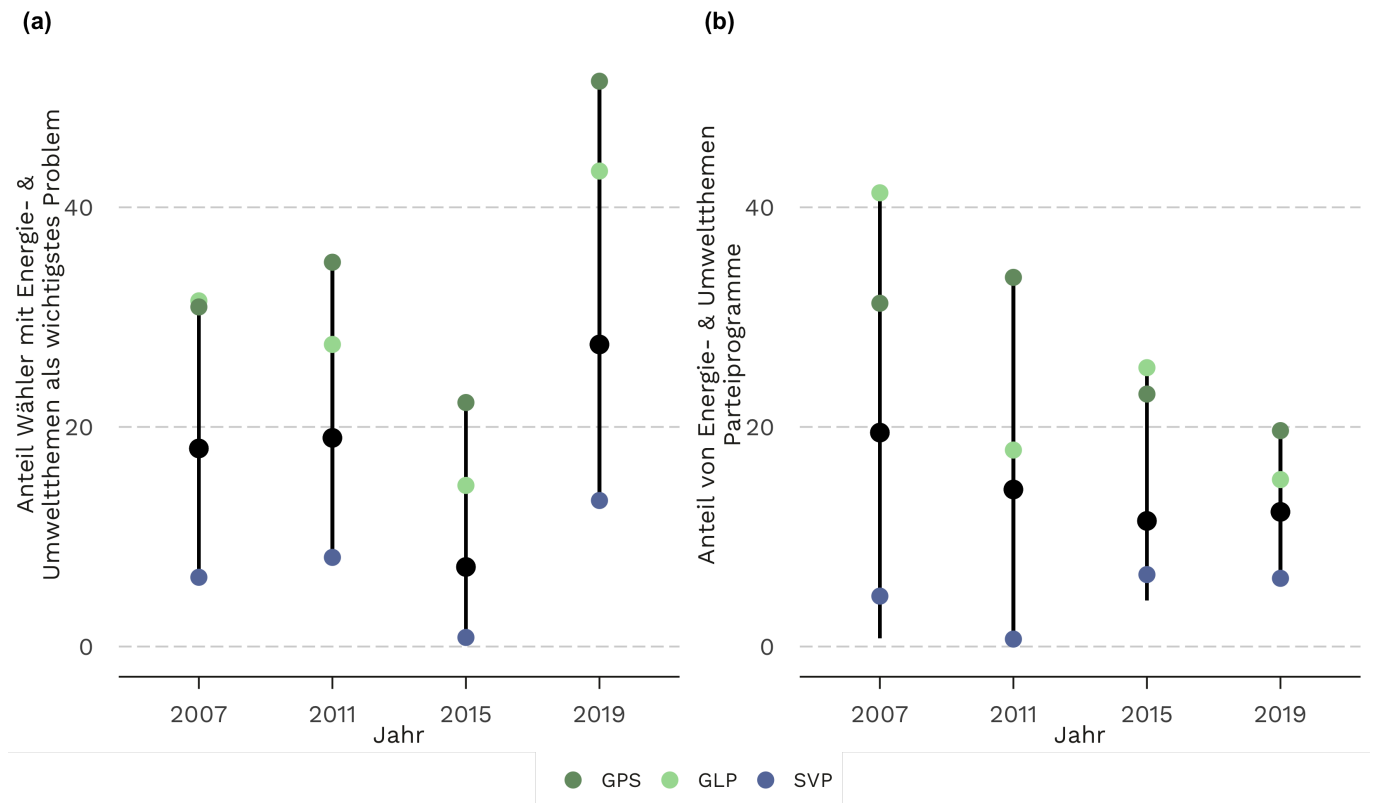 (a)
Anteil Wähler mit Energie- &
Umweltthemen als wichtigstes Problem
40
20
0
2007 2011 2015 2019
Jahr
(b)
Anteil von Energie- & Umweltthemen
Parteiprogramme
40
20
0
2007 2011 2015 2019
Jahr
GPS GLP SVP